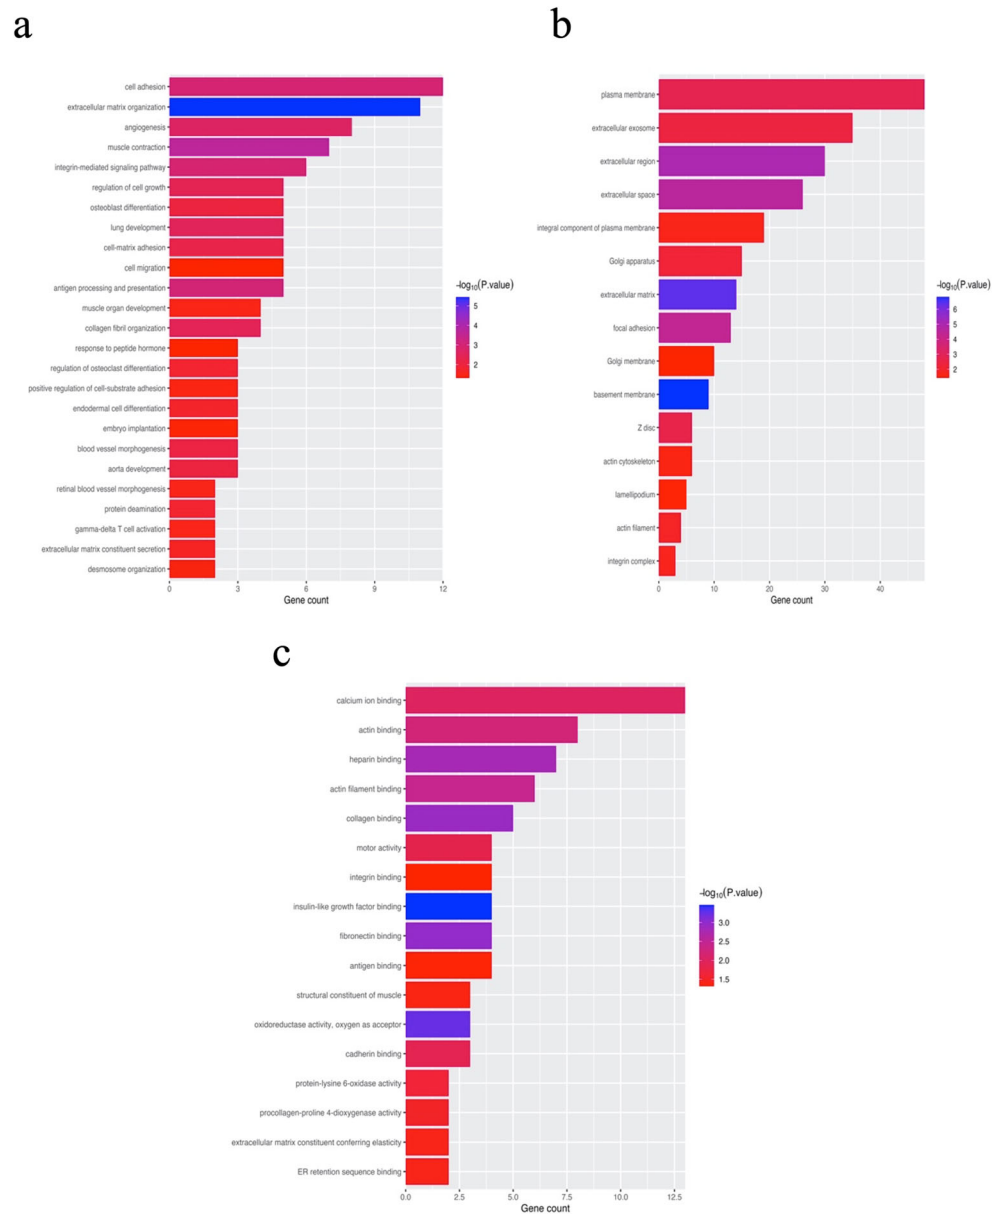 a
cell adhesion
extracellular matrix organization
angiogenesis
muscle contraction
integrin-mediated signaling pathway
regulation of cell growth
osteoblast differentiation
lung development
cell-matrix adhesion
cell migration
antigen processing and presentation
muscle organ development
collagen fibril organization
response to peptide hormone
regulation of osteoclast differentiation
positive regulation of cell-substrate adhesion
endodermal cell differentiation
embryo implantation
blood vessel morphogenesis
aorta development
retinal blood vessel morphogenesis
protein deamination
gamma-delta T cell activation
extracellular matrix constituent secretion
desmosome organization
0 3 6 9 12
Gene count
-log10(P.value)
5
4
3
2
b
plasma membrane
extracellular exosome
extracellular region
extracellular space
integral component of plasma membrane
Golgi apparatus
extracellular matrix
focal adhesion
Golgi membrane
basement membrane
Z disc
actin cytoskeleton
lamellipodium
actin filament
integrin complex
0 10 20 30 40
Gene count
-log10(P.value)
6
5
4
3
2
c
calcium ion binding
actin binding
heparin binding
actin filament binding
collagen binding
motor activity
integrin binding
insulin-like growth factor binding
fibronectin binding
antigen binding
structural constituent of muscle
oxidoreductase activity, oxygen as acceptor
cadherin binding
protein-lysine 6-oxidase activity
procollagen-proline 4-dioxygenase activity
extracellular matrix constituent conferring elasticity
ER retention sequence binding
0.0 2.5 5.0 7.5 10.0 12.5
Gene count
-log10(P.value)
3.0
2.5
2.0
1.5